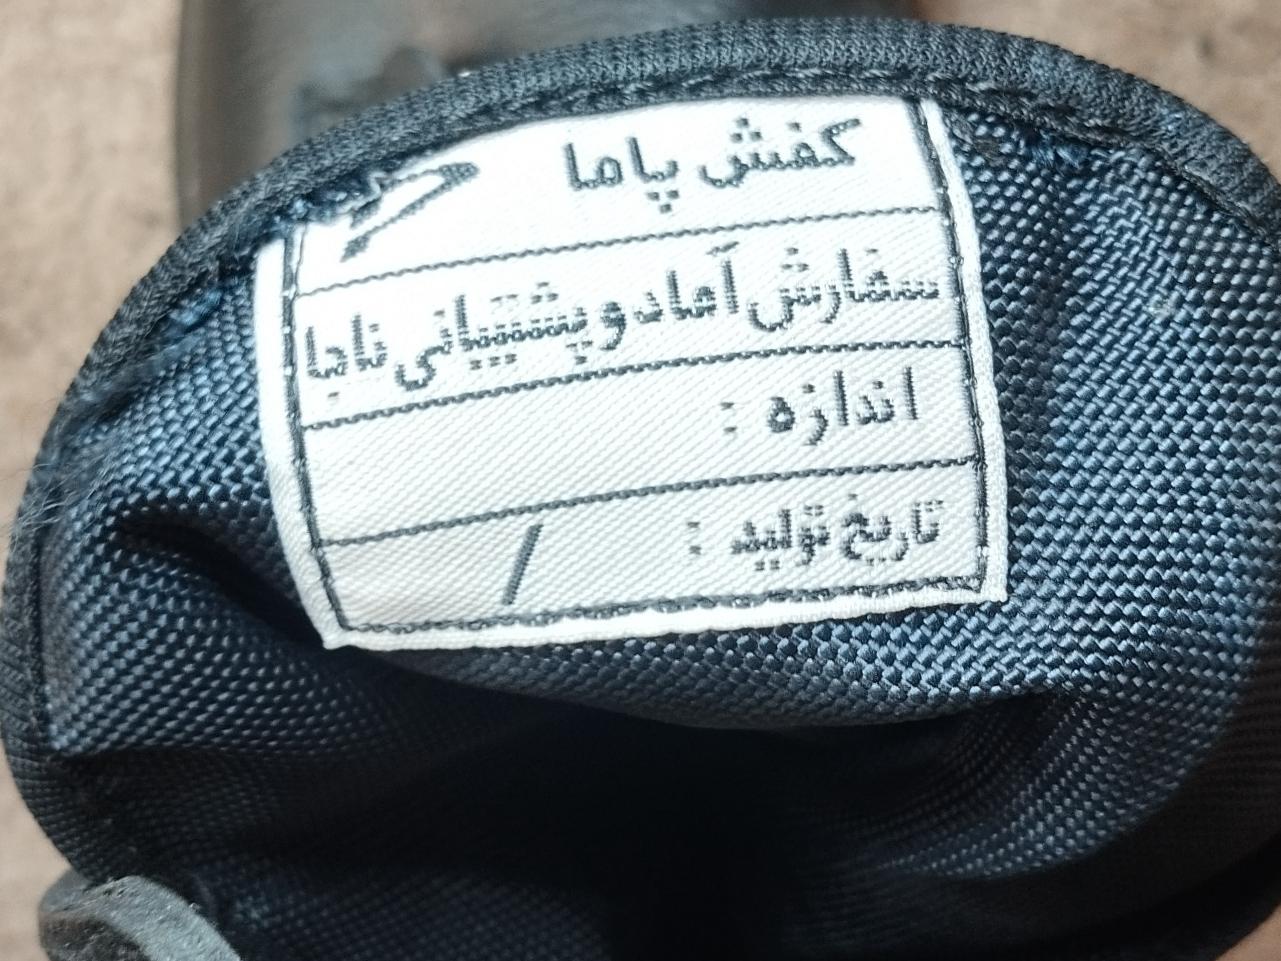 کفش پاما
سفارش آماد و پشتیبانی ناجا
اندازه :
تاریخ تولید : /